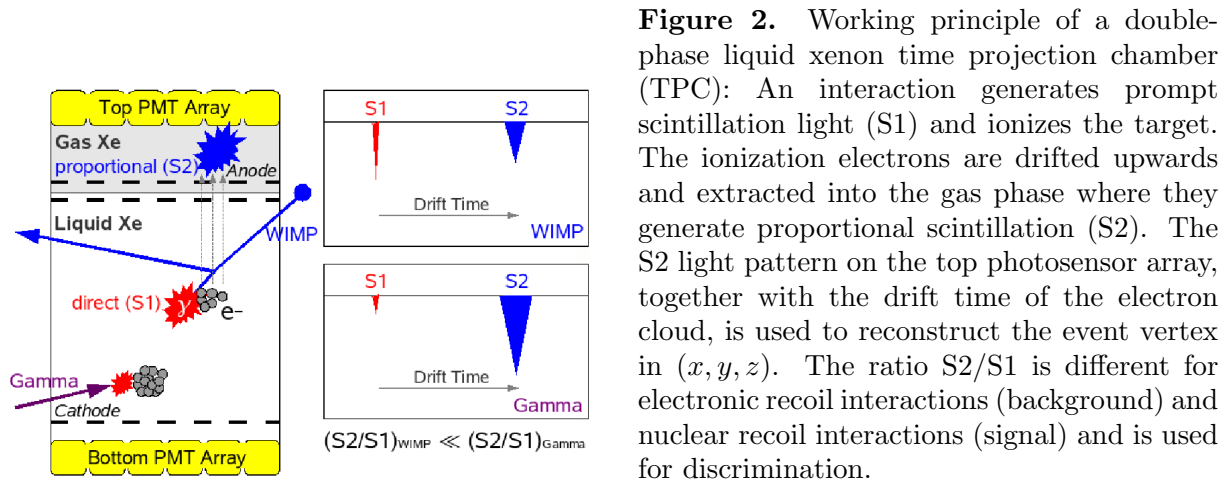 Top PMT Array
Gas Xe
proportional (S2)
Anode
Liquid Xe
WIMP
direct (S1)
γ
e-
Gamma
Cathode
Bottom PMT Array
S1 S2
Drift Time
WIMP
S1 S2
Drift Time
Gamma
(S2/S1)WIMP ≪ (S2/S1)Gamma
Figure 2. Working principle of a double-
phase liquid xenon time projection chamber
(TPC): An interaction generates prompt
scintillation light (S1) and ionizes the target.
The ionization electrons are drifted upwards
and extracted into the gas phase where they
generate proportional scintillation (S2). The
S2 light pattern on the top photosensor array,
together with the drift time of the electron
cloud, is used to reconstruct the event vertex
in (x, y, z). The ratio S2/S1 is different for
electronic recoil interactions (background) and
nuclear recoil interactions (signal) and is used
for discrimination.